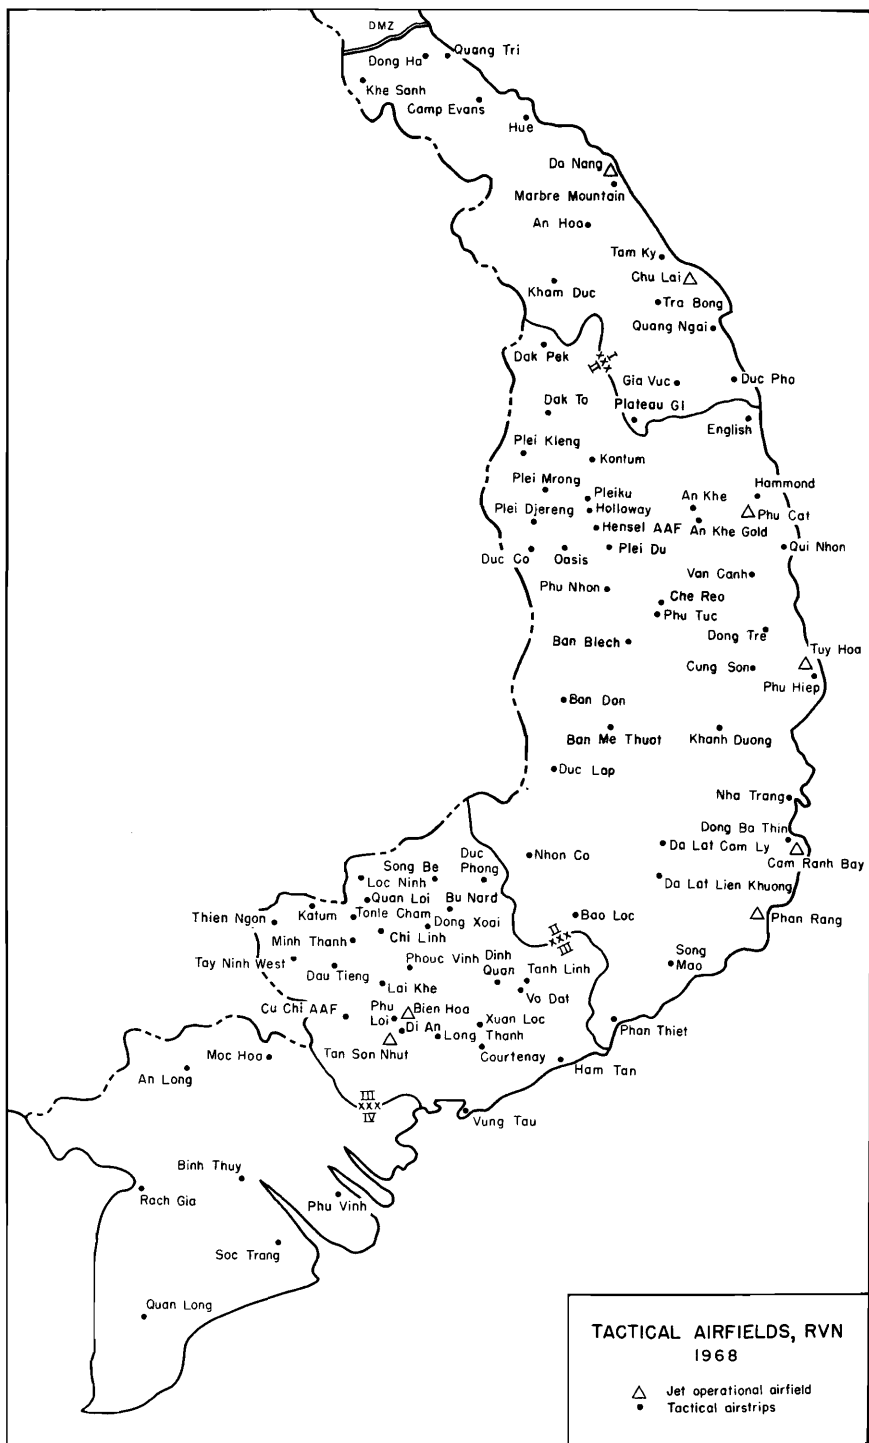 DMZ
Quang Tri
Dong Ha
Khe Sanh
Camp Evans
Hue
Da Nang
Marbre Mountain
An Hoa
Tam Ky
Chu Lai
Kham Duc
Tra Bong
Quang Ngai
Dak Pek
I
xxx
II
Gia Vuc
Duc Pho
Dak To
Plateau Gi
English
Plei Kleng
Kontum
Plei Mrong
Pleiku
An Khe
Hammond
Plei Djereng
Holloway
Phu Cat
Hensel AAF
An Khe Gold
Duc Co
Oasis
Plei Du
Qui Nhon
Van Canh
Phu Nhon
Che Reo
Phu Tuc
Dong Tre
Ban Blech
Tuy Hoa
Cung Son
Phu Hiep
Ban Don
Ban Me Thuot
Khanh Duong
Duc Lap
Nha Trang
Dong Ba Thin
Da Lat Cam Ly
Cam Ranh Bay
Nhon Co
Duc
Phong
Song Be
Loc Ninh
Da Lat Lien Khuong
Quan Loi
Bu Nard
Katum
Tonle Cham
Thien Ngon
Dong Xoai
Bao Loc
Phan Rang
Chi Linh
Minh Thanh
II
xxx
III
Tay Ninh West
Dau Tieng
Phouc Vinh
Dinh
Quan
Tanh Linh
Song
Mao
Lai Khe
Vo Dat
Cu Chi AAF
Phu
Loi
Bien Hoa
Di An
Xuan Loc
Phan Thiet
Long Thanh
Tan Son Nhut
Courtenay
Ham Tan
Moc Hoa
An Long
III
xxx
IV
Vung Tau
Binh Thuy
Rach Gia
Phu Vinh
Soc Trang
Quan Long
TACTICAL AIRFIELDS, RVN
1968
Jet operational airfield
Tactical airstrips